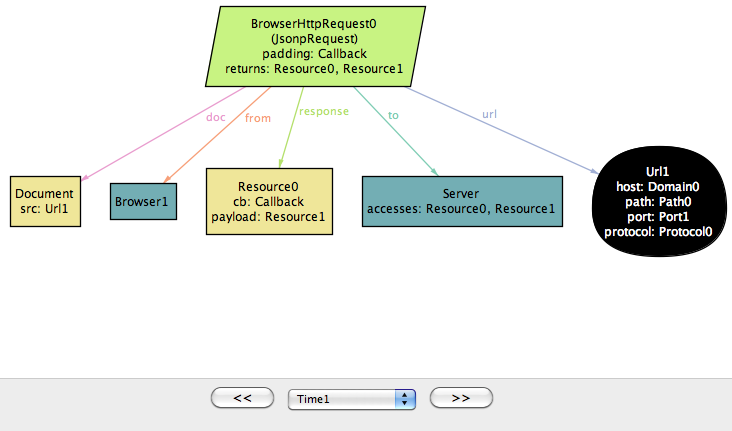 BrowserHttpRequest0
(JsonpRequest)
padding: Callback
returns: Resource0, Resource1
doc
from
response
to
url
Document
src: Url1
Browser1
Resource0
cb: Callback
payload: Resource1
Server
accesses: Resource0, Resource1
Url1
host: Domain0
path: Path0
port: Port1
protocol: Protocol0
<<
Time1
>>